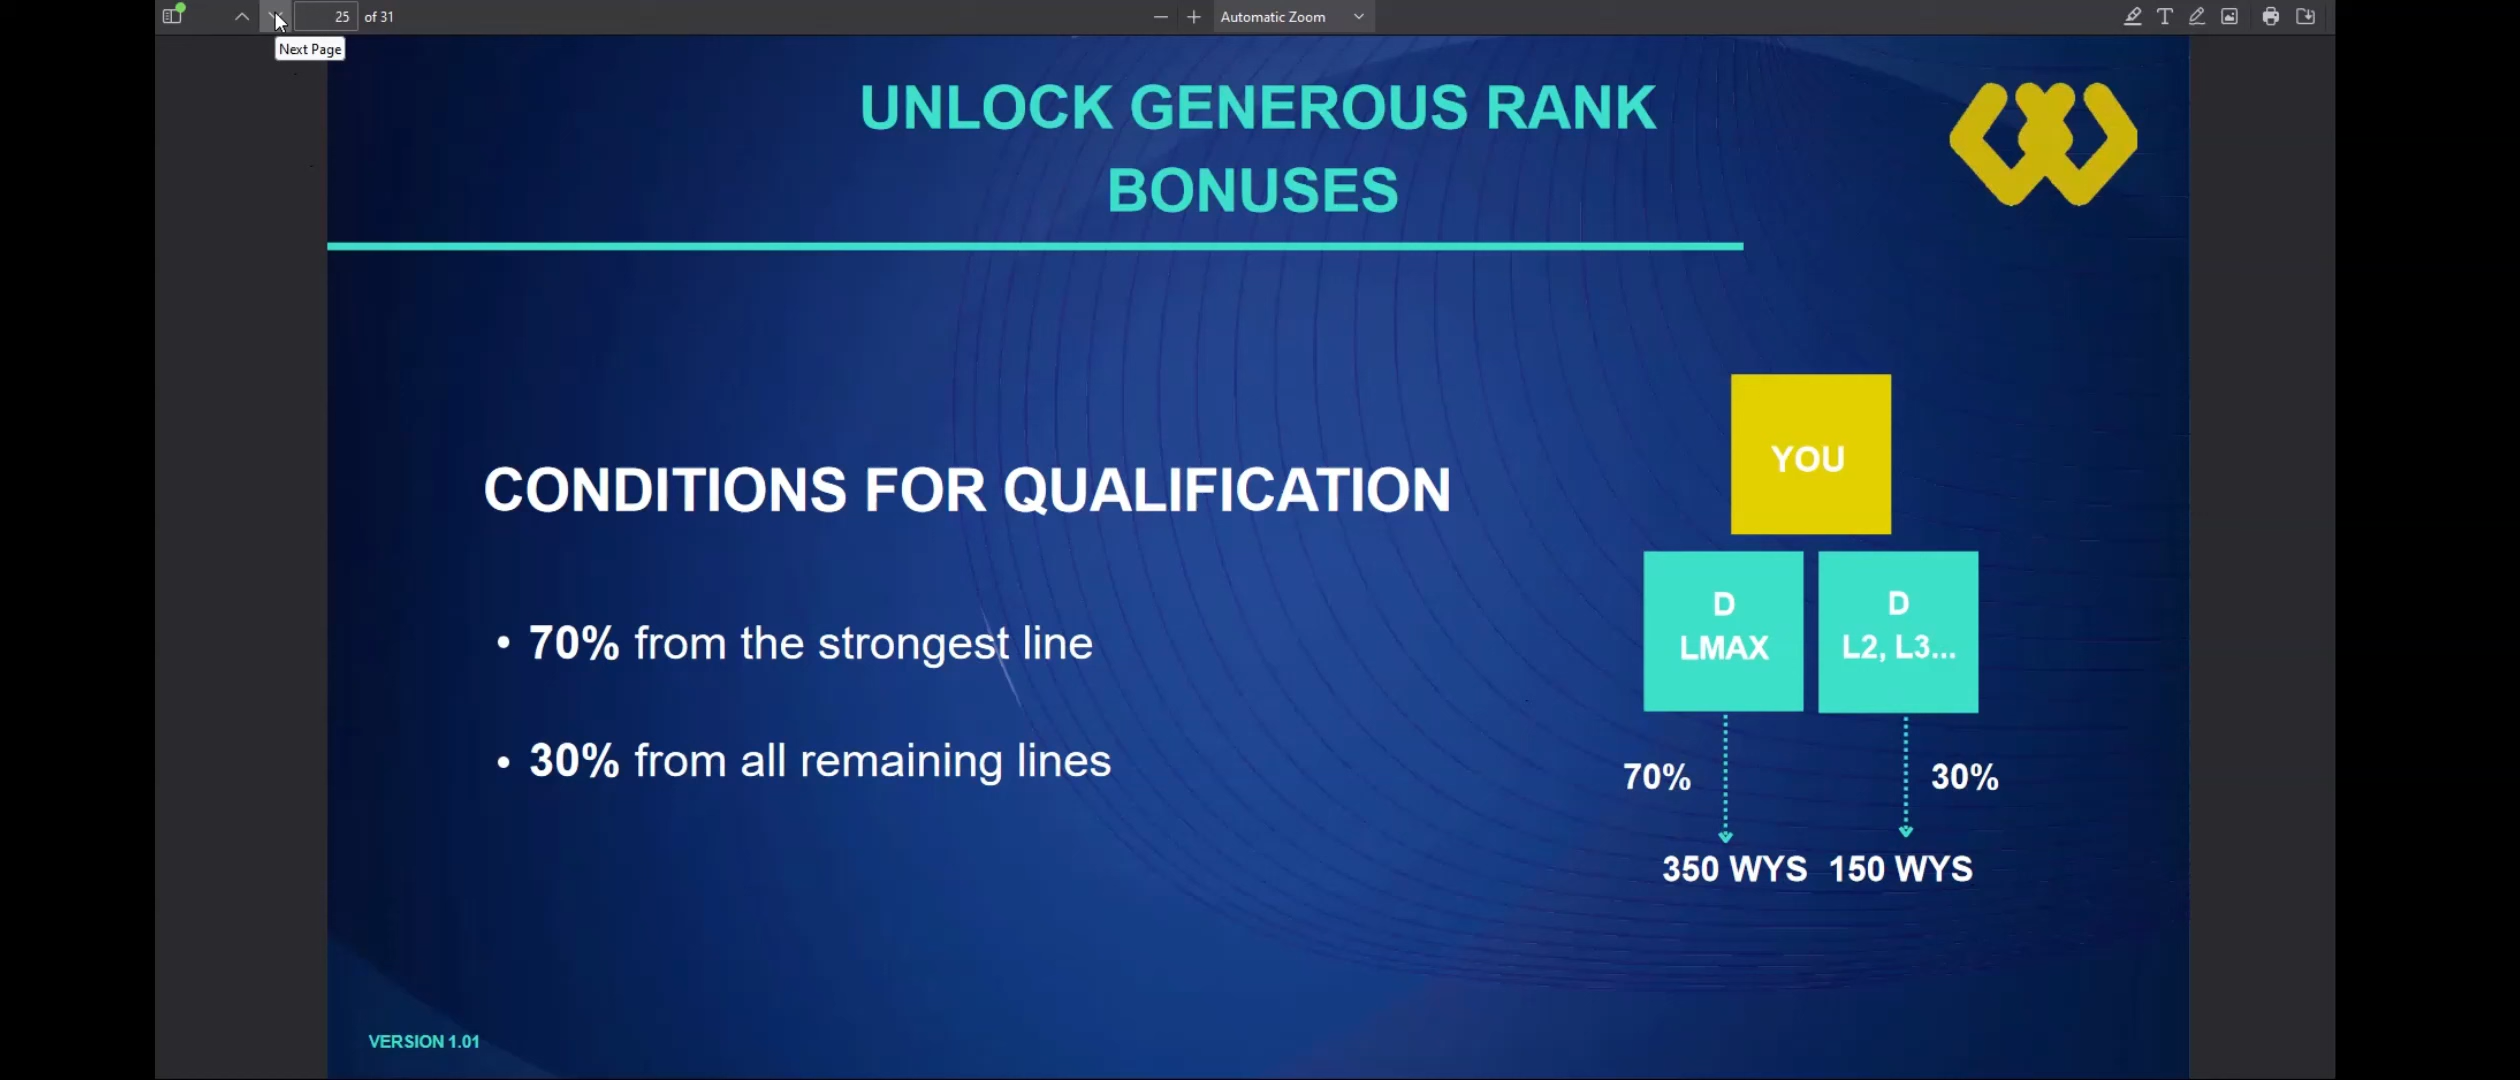 25 of 31
Automatic Zoom
Next Page
UNLOCK GENEROUS RANK
BONUSES
YOU
CONDITIONS FOR QUALIFICATION
D
LMAX
D
L2, L3...
• 70% from the strongest line
• 30% from all remaining lines
70%
30%
350 WYS
150 WYS
VERSION 1.01